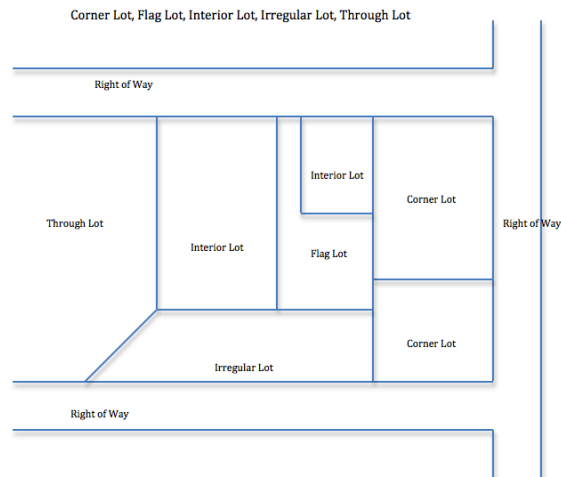 Corner Lot, Flag Lot, Interior Lot, Irregular Lot, Through Lot
Right of Way
Interior Lot
Corner Lot
Through Lot
Right of Way
Interior Lot
Flag Lot
Corner Lot
Irregular Lot
Right of Way